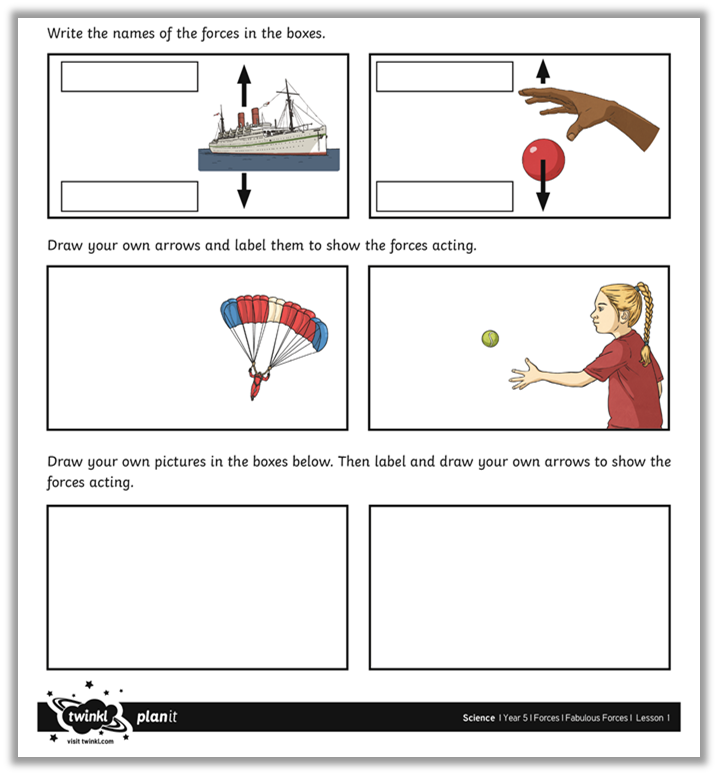 Write the names of the forces in the boxes.
Draw your own arrows and label them to show the forces acting.
Draw your own pictures in the boxes below. Then label and draw your own arrows to show the
forces acting.
twinkl planit
visit twinkl.com
Science I Year 5 I Forces I Fabulous Forces I Lesson 1